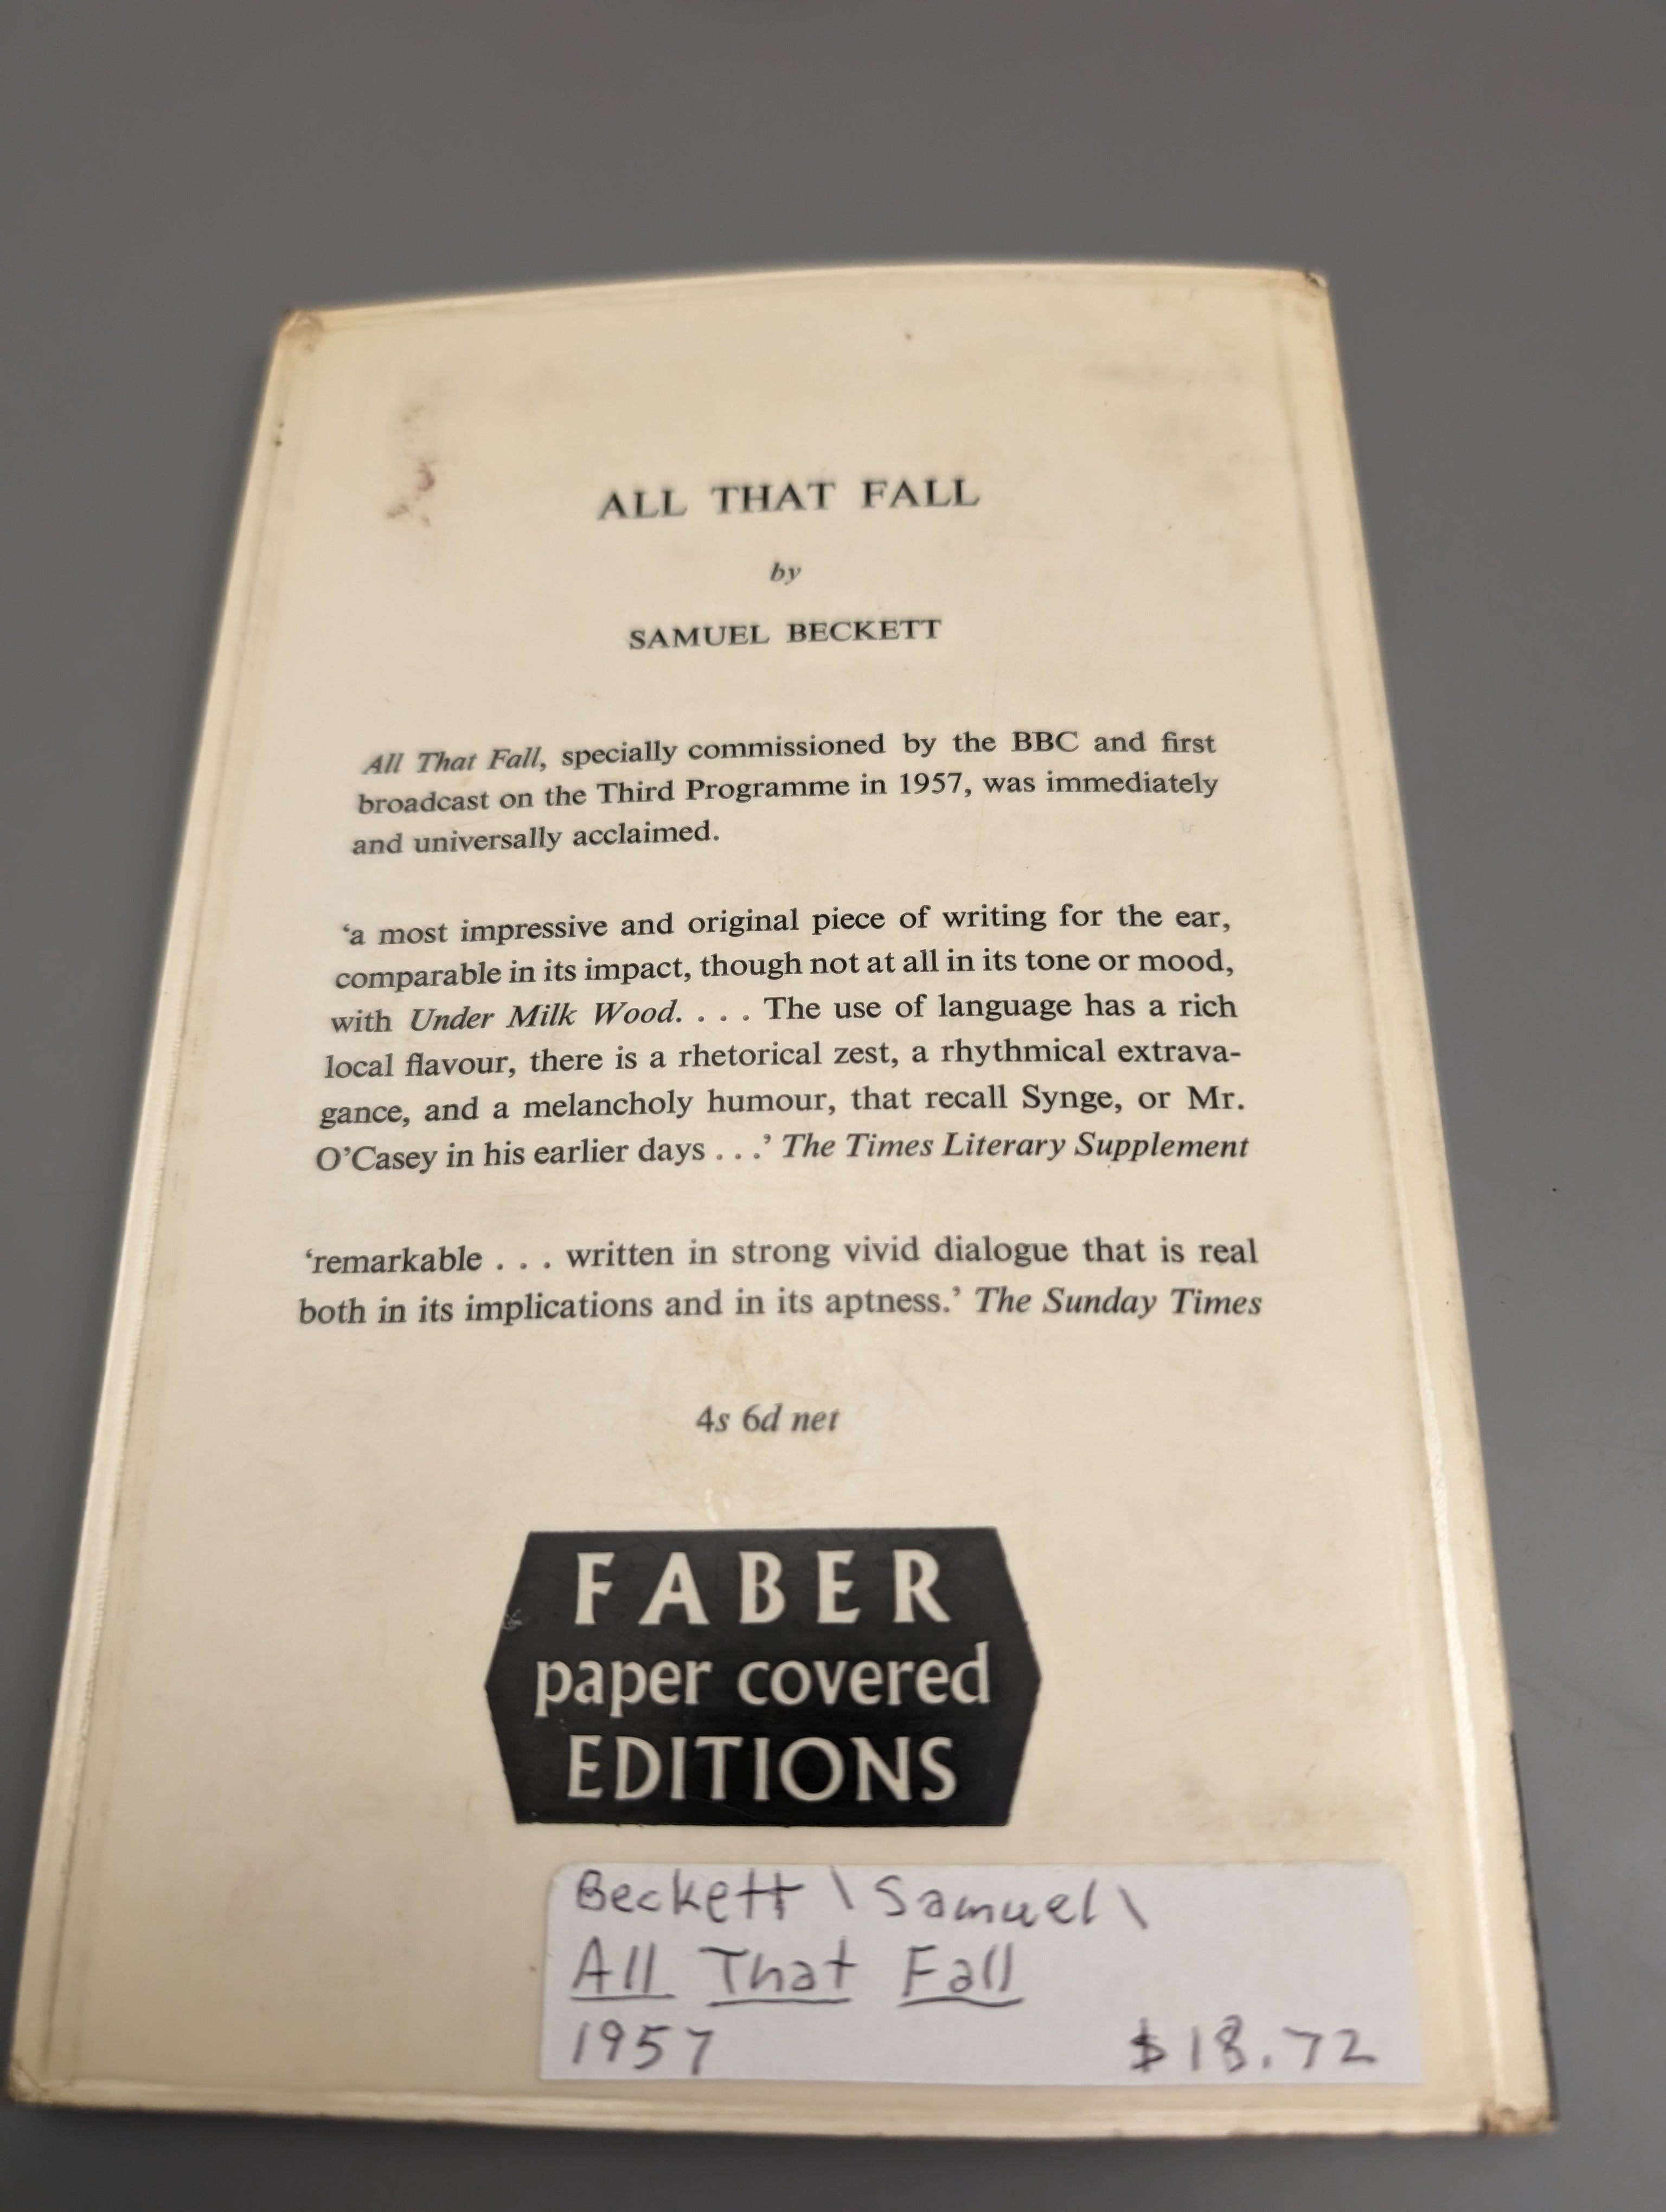 ALL THAT FALL
by
SAMUEL BECKETT
All That Fall, specially commissioned by the BBC and first
broadcast on the Third Programme in 1957, was immediately
and universally acclaimed.
‘a most impressive and original piece of writing for the ear,
comparable in its impact, though not at all in its tone or mood,
with Under Milk Wood. . . . The use of language has a rich
local flavour, there is a rhetorical zest, a rhythmical extrava-
gance, and a melancholy humour, that recall Synge, or Mr.
O’Casey in his earlier days . . .’ The Times Literary Supplement
‘remarkable . . . written in strong vivid dialogue that is real
both in its implications and in its aptness.’ The Sunday Times
4s 6d net
FABER
paper covered
EDITIONS
Beckett \ Samuel \
All That Fall
1957 $18.72